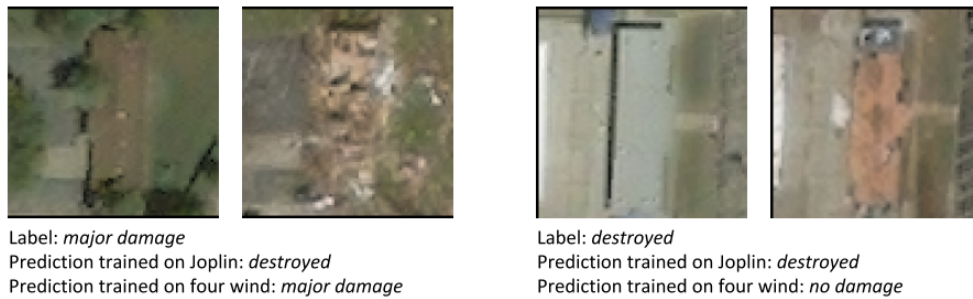 Label: major damage
Prediction trained on Joplin: destroyed
Prediction trained on four wind: major damage
Label: destroyed
Prediction trained on Joplin: destroyed
Prediction trained on four wind: no damage